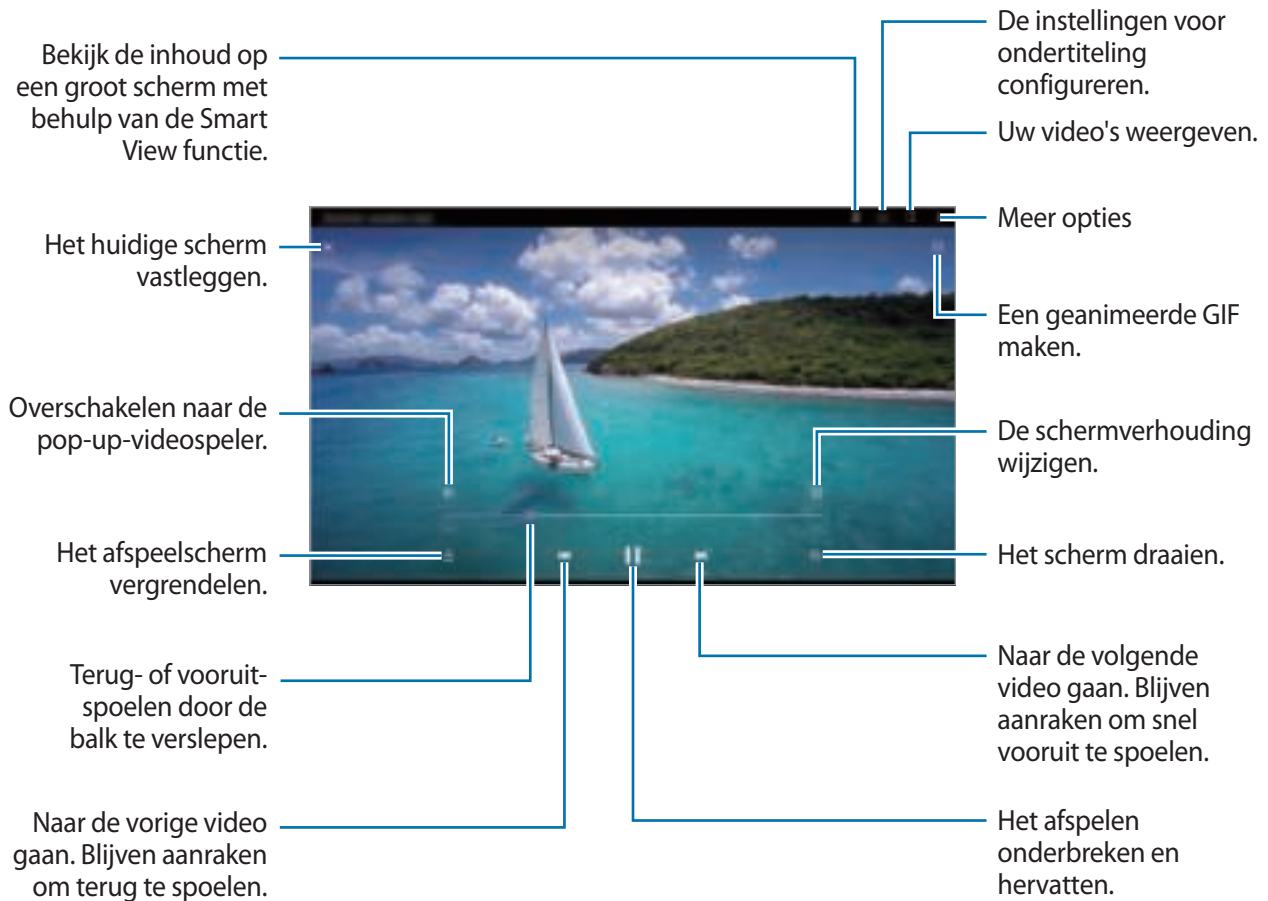 Bekijk de inhoud op
een groot scherm met
behulp van de Smart
View functie.
Het huidige scherm
vastleggen.
Overschakelen naar de
pop-up-videospeler.
Het afspeelscherm
vergrendelen.
Terug- of vooruit-
spoelen door de
balk te verslepen.
Naar de vorige video
gaan. Blijven aanraken
om terug te spoelen.
De instellingen voor
ondertiteling
configureren.
Uw video's weergeven.
Meer opties
Een geanimeerde GIF
maken.
De schermverhouding
wijzigen.
Het scherm draaien.
Naar de volgende
video gaan. Blijven
aanraken om snel
vooruit te spoelen.
Het afspelen
onderbreken en
hervatten.